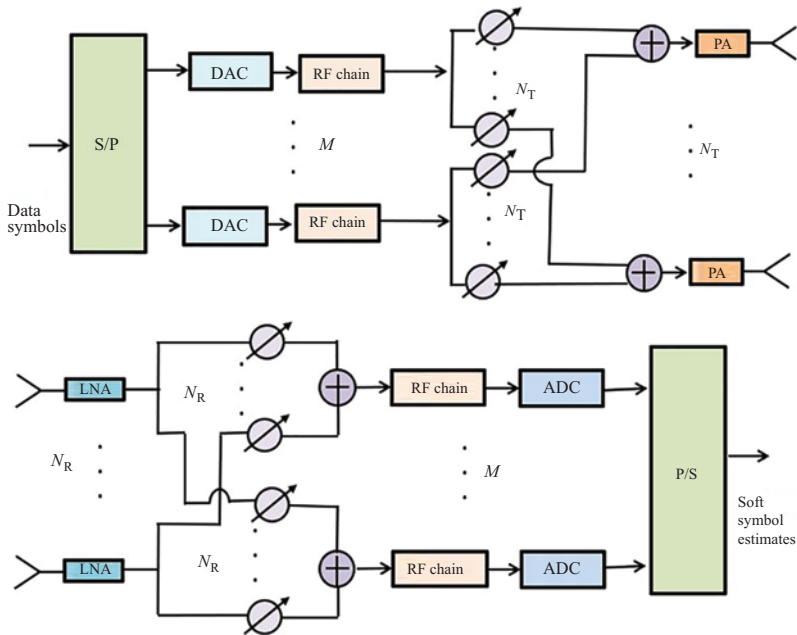 S/P
Data
symbols
DAC
RF chain
N_T
M
DAC
RF chain
N_T
+
PA
N_T
+
PA
LNA
N_R
N_R
LNA
N_R
+
RF chain
ADC
M
+
RF chain
ADC
P/S
Soft
symbol
estimates